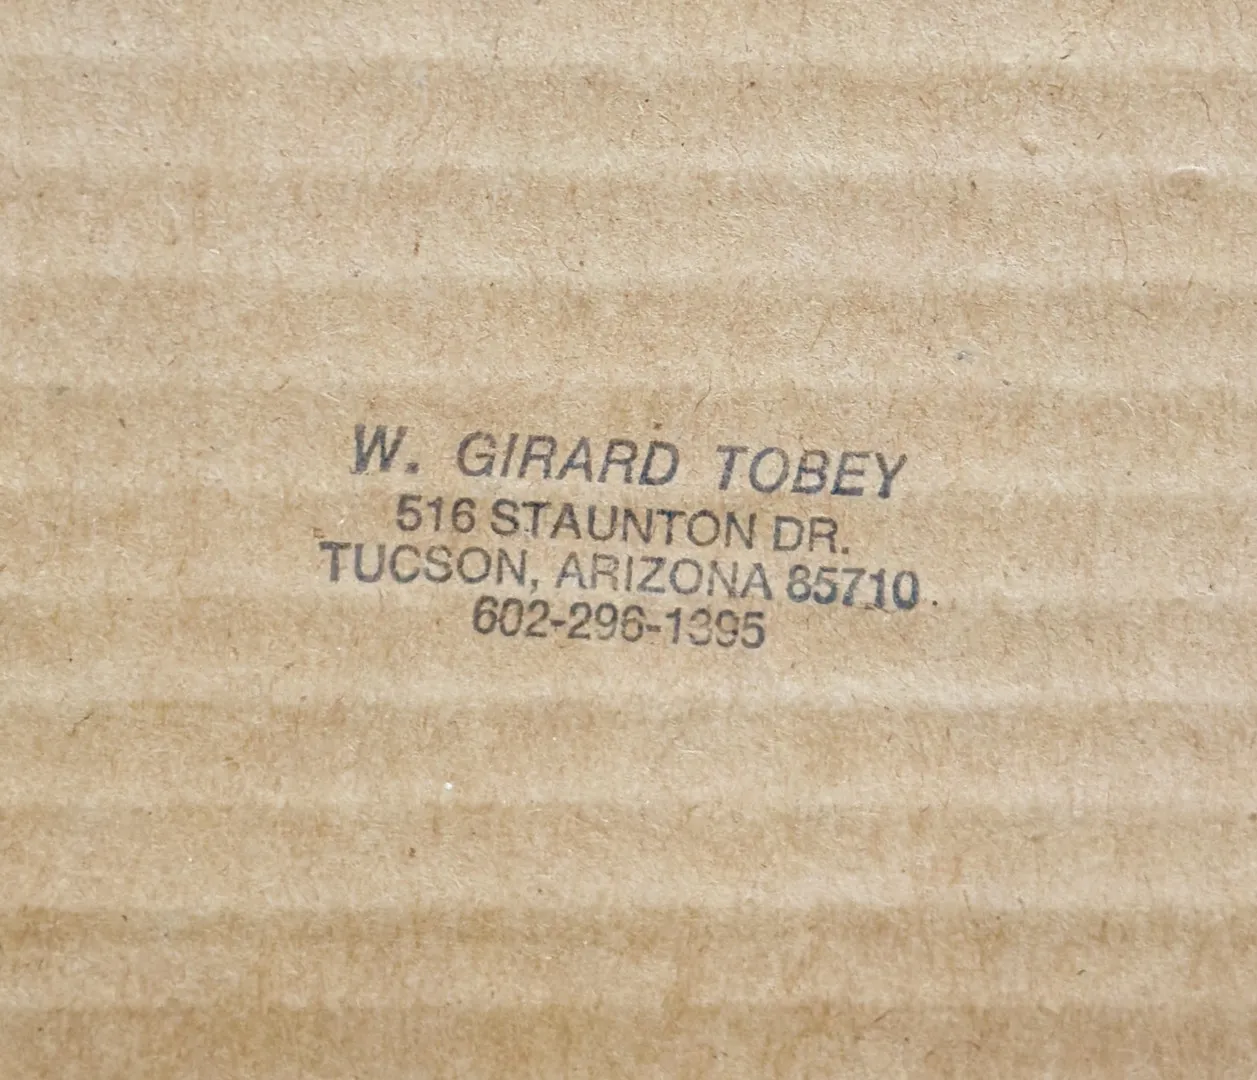 W. GIRARD TOBEY
516 STAUNTON DR.
TUCSON, ARIZONA 85710
602-296-1395